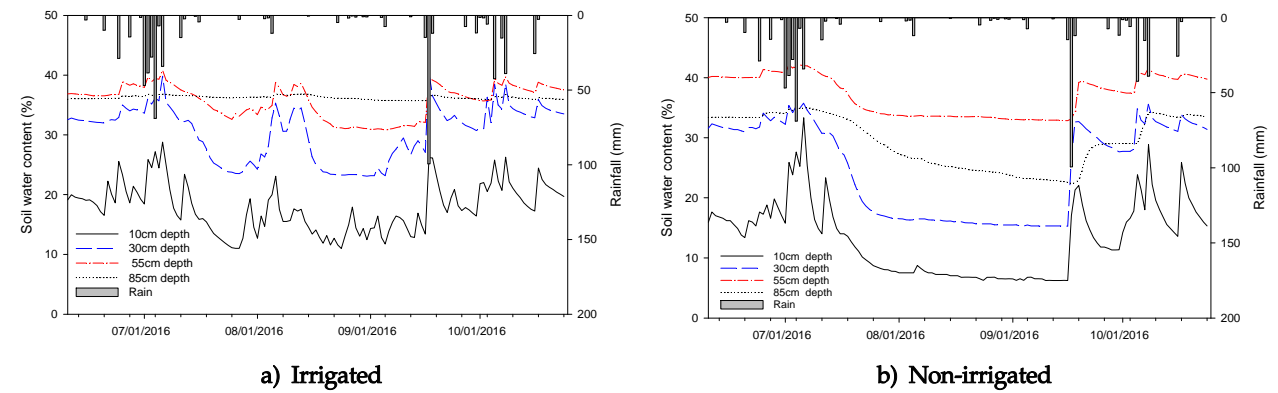 50
40
30
20
10
0
Soil water content (%)
10cm depth
30cm depth
55cm depth
85cm depth
Rain
07/01/2016
08/01/2016
09/01/2016
10/01/2016
0
50
100
150
200
Rainfall (mm)
a) Irrigated
50
40
30
20
10
0
Soil water content (%)
10cm depth
30cm depth
55cm depth
85cm depth
Rain
07/01/2016
08/01/2016
09/01/2016
10/01/2016
0
50
100
150
200
Rainfall (mm)
b) Non-irrigated